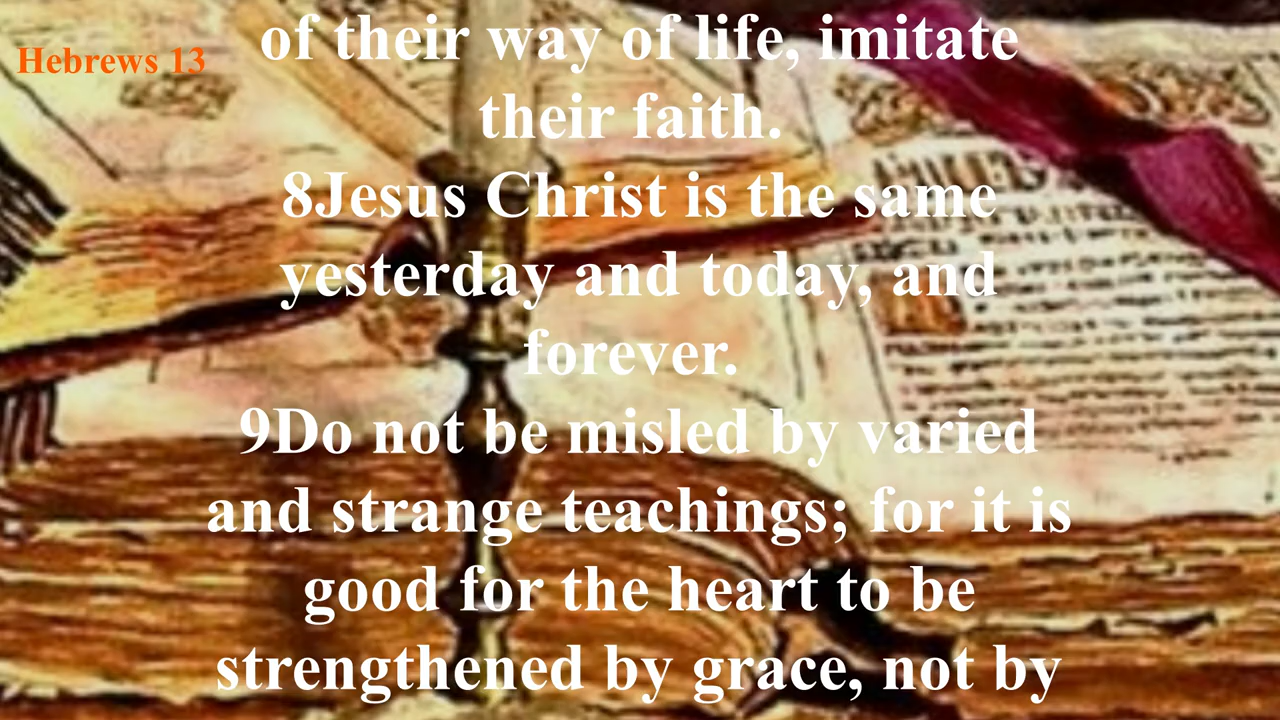 Hebrews 13
of their way of life, imitate
their faith.
8Jesus Christ is the same
yesterday and today, and
forever.
9Do not be misled by varied
and strange teachings; for it is
good for the heart to be
strengthened by grace, not by